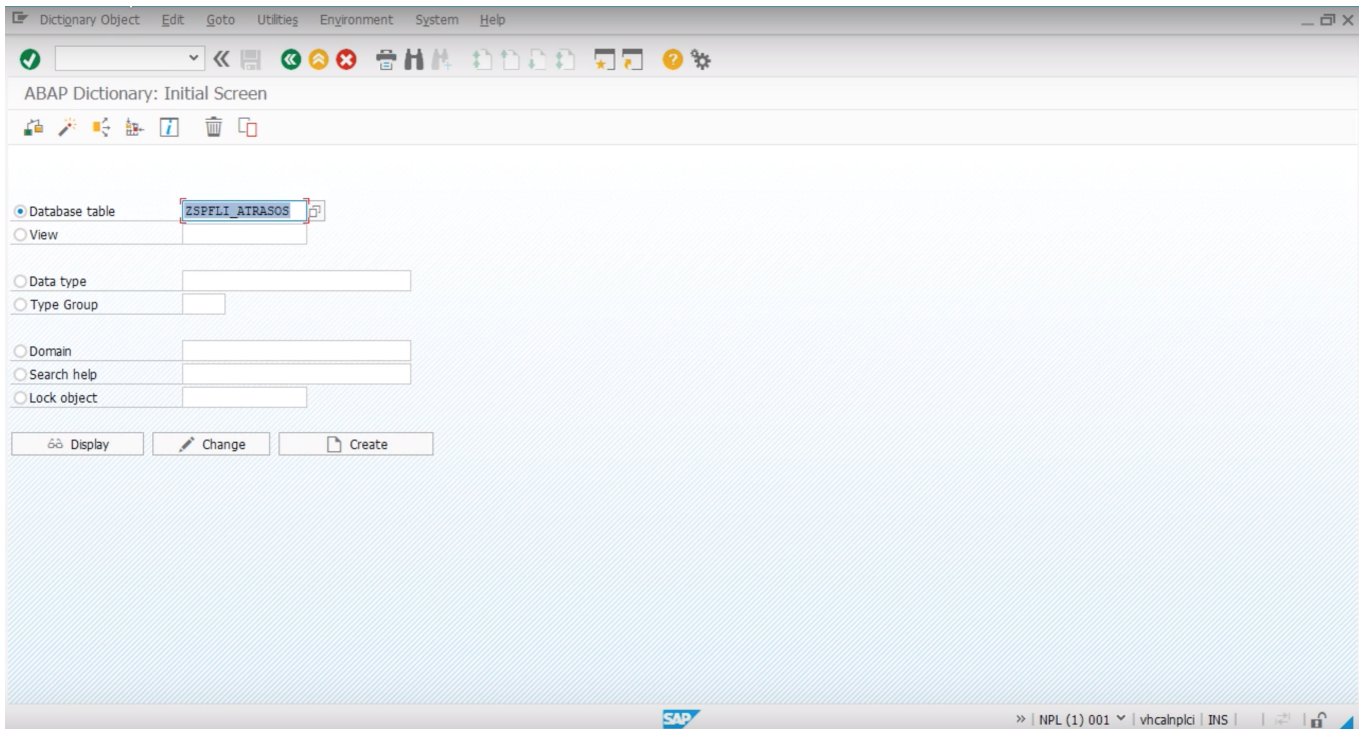 Dictionary Object Edit Goto Utilities Environment System Help
ABAP Dictionary: Initial Screen
Database table ZSPFLI_ATRASOS
View
Data type
Type Group
Domain
Search help
Lock object
Display Change Create
SAP » | NPL (1) 001 | vhcalnplci | INS |